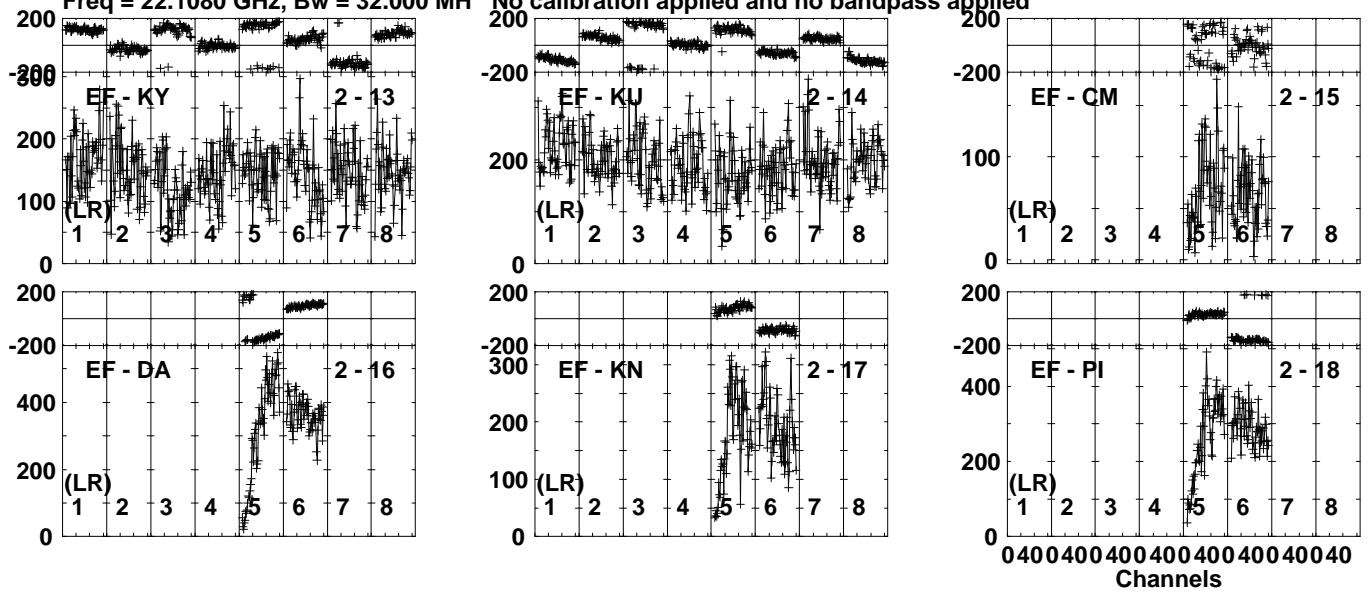 Freq = 22.1080 GHz, Bw = 32.000 MH No calibration applied and no bandpass applied
200
-200
300
EF - KY 2 - 13
200
100
(LR)
1 2 3 4 5 6 7 8
0
200
-200
EF - KU 2 - 14
200
(LR)
1 2 3 4 5 6 7 8
0
200
-200
EF - CM 2 - 15
100
(LR)
1 2 3 4 5 6 7 8
0
200
-200
EF - DA 2 - 16
400
200
(LR)
1 2 3 4 5 6 7 8
0
200
-200
300
EF - KN 2 - 17
200
100
(LR)
1 2 3 4 5 6 7 8
0
200
-200
EF - PI 2 - 18
400
200
(LR)
1 2 3 4 5 6 7 8
0
0 40 0 40 0 40 0 40 0 40 0 40 0 40 0 40
Channels